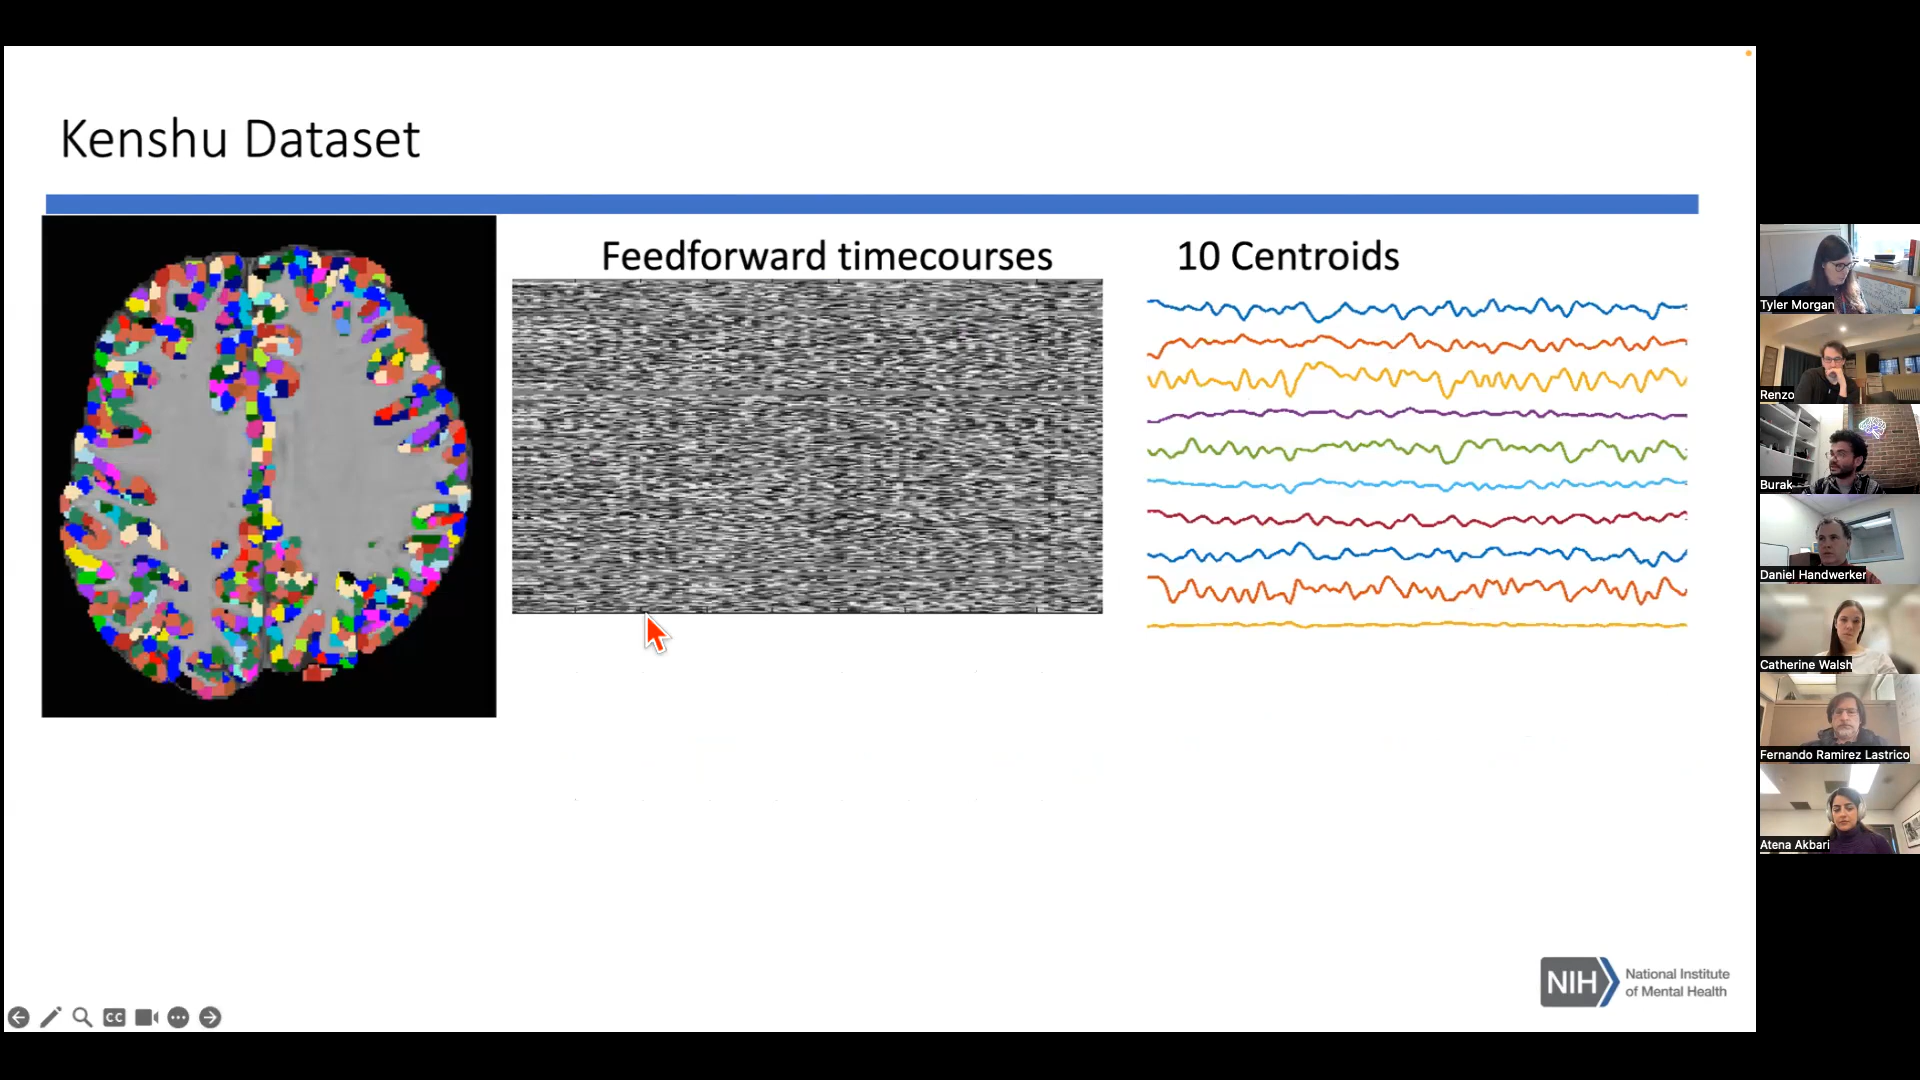 Kenshu Dataset
Feedforward timecourses
10 Centroids
Tyler Morgan
Renzo
Burak
Daniel Handwerker
Catherine Walsh
Fernando Ramirez Lastrico
Atena Akbari
NIH
National Institute
of Mental Health
CC